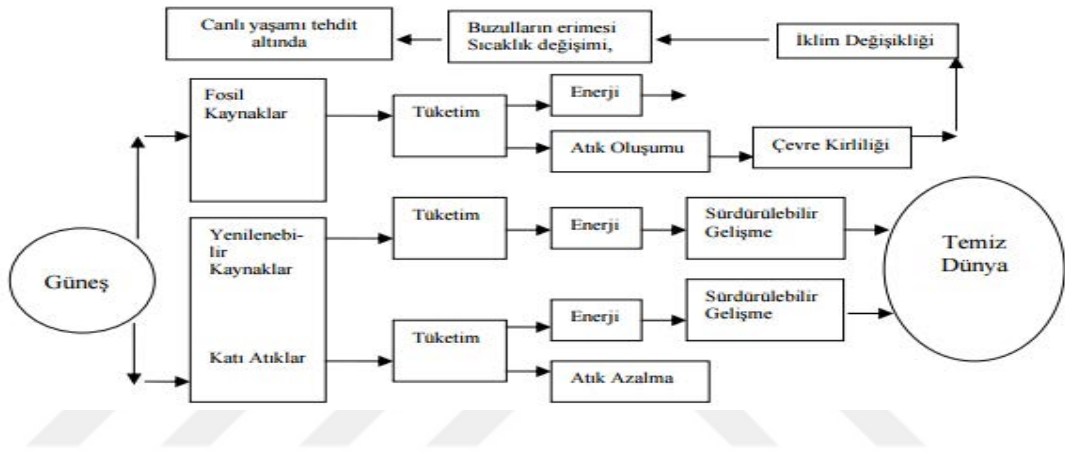 Canlı yaşamı tehdit
altında
Buzulların erimesi
Sıcaklık değişimi,
İklim Değişikliği
Fosil
Kaynaklar
Tüketim
Enerji
Atık Oluşumu
Çevre Kirliliği
Güneş
Yenilenebi-
lir
Kaynaklar
Katı Atıklar
Tüketim
Enerji
Sürdürülebilir
Gelişme
Tüketim
Enerji
Sürdürülebilir
Gelişme
Atık Azalma
Temiz
Dünya